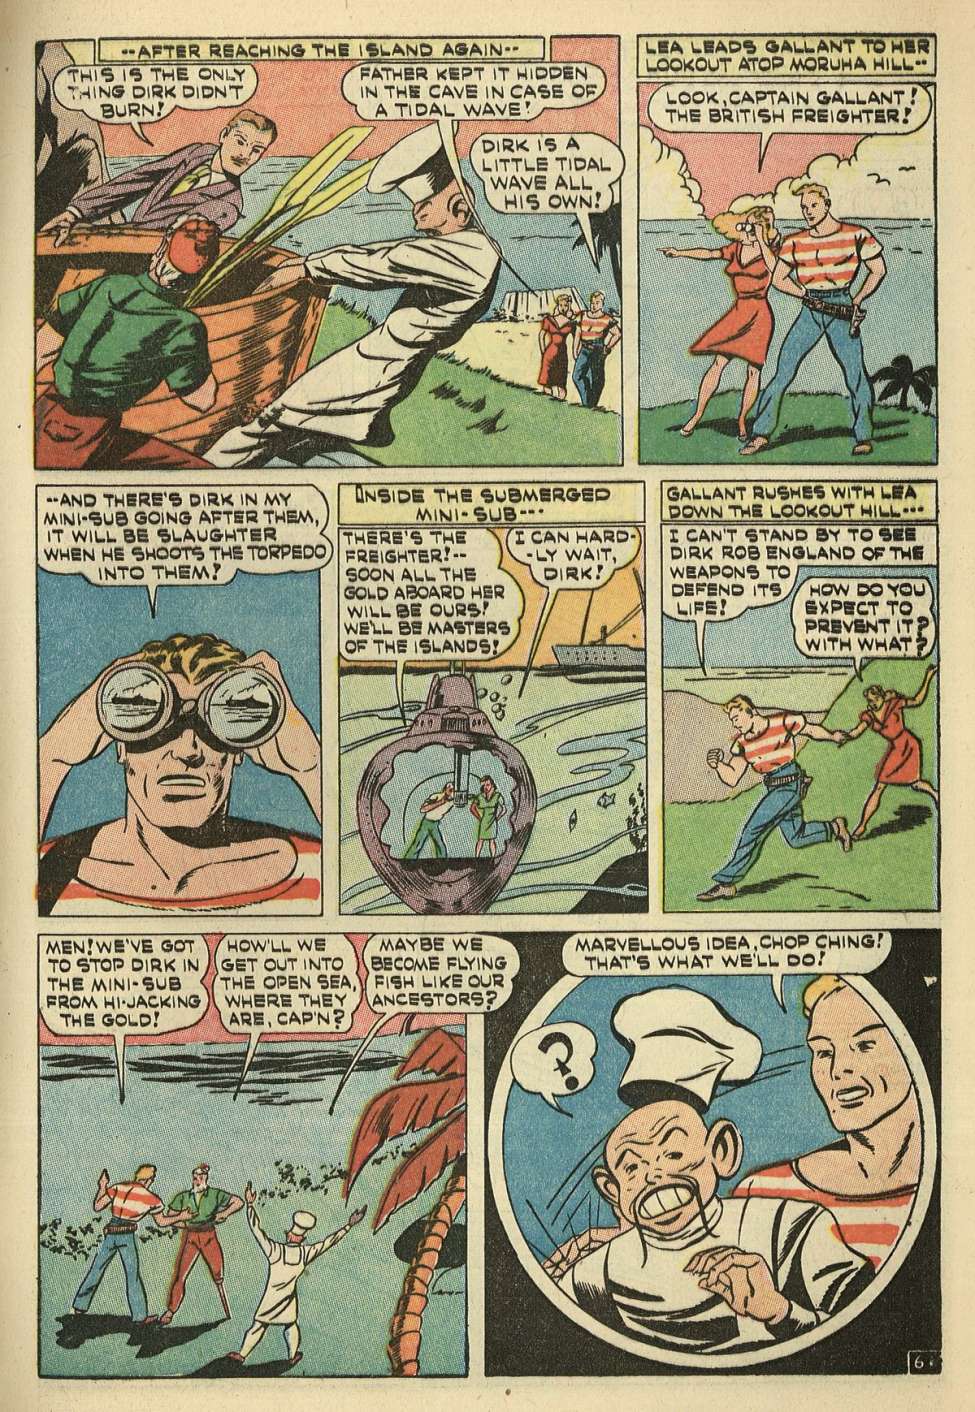 --AFTER REACHING THE ISLAND AGAIN--
THIS IS THE ONLY
THING DIRK DIDN'T
BURN!
FATHER KEPT IT HIDDEN
IN THE CAVE IN CASE OF
A TIDAL WAVE!
DIRK IS A
LITTLE TIDAL
WAVE ALL
HIS OWN!
LEA LEADS GALLANT TO HER
LOOKOUT ATOP MORUHA HILL--
LOOK, CAPTAIN GALLANT!
THE BRITISH FREIGHTER!
--AND THERE'S DIRK IN MY
MINI-SUB GOING AFTER THEM,
IT WILL BE SLAUGHTER
WHEN HE SHOOTS THE TORPEDO
INTO THEM!
INSIDE THE SUBMERGED
MINI-SUB---
THERE'S THE
FREIGHTER!--
SOON ALL THE
GOLD ABOARD HER
WILL BE OURS!
WE'LL BE MASTERS
OF THE ISLANDS!
I CAN HARD-
-LY WAIT,
DIRK!
GALLANT RUSHES WITH LEA
DOWN THE LOOKOUT HILL---
I CAN'T STAND BY TO SEE
DIRK ROB ENGLAND OF THE
WEAPONS TO
DEFEND ITS
LIFE!
HOW DO YOU
EXPECT TO
PREVENT IT?
WITH WHAT?
MEN! WE'VE GOT
TO STOP DIRK IN
THE MINI-SUB
FROM HI-JACKING
THE GOLD!
HOW'LL WE
GET OUT INTO
THE OPEN SEA,
WHERE THEY
ARE, CAP'N?
MAYBE WE
BECOME FLYING
FISH LIKE OUR
ANCESTORS?
MARVELLOUS IDEA, CHOP CHING!
THAT'S WHAT WE'LL DO!
?
6